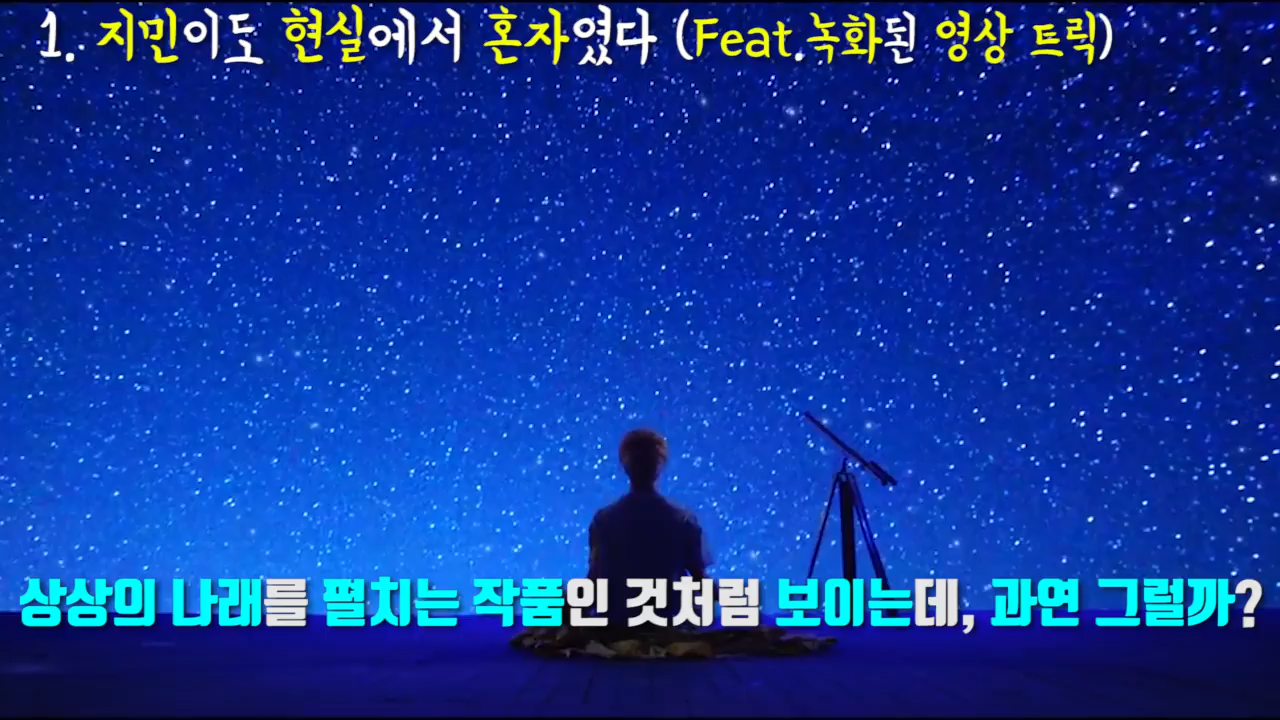 1. 지민이도 현실에서 혼자였다 (Feat.녹화된 영상 트릭)
상상의 나래를 펼치는 작품인 것처럼 보이는데, 과연 그럴까?